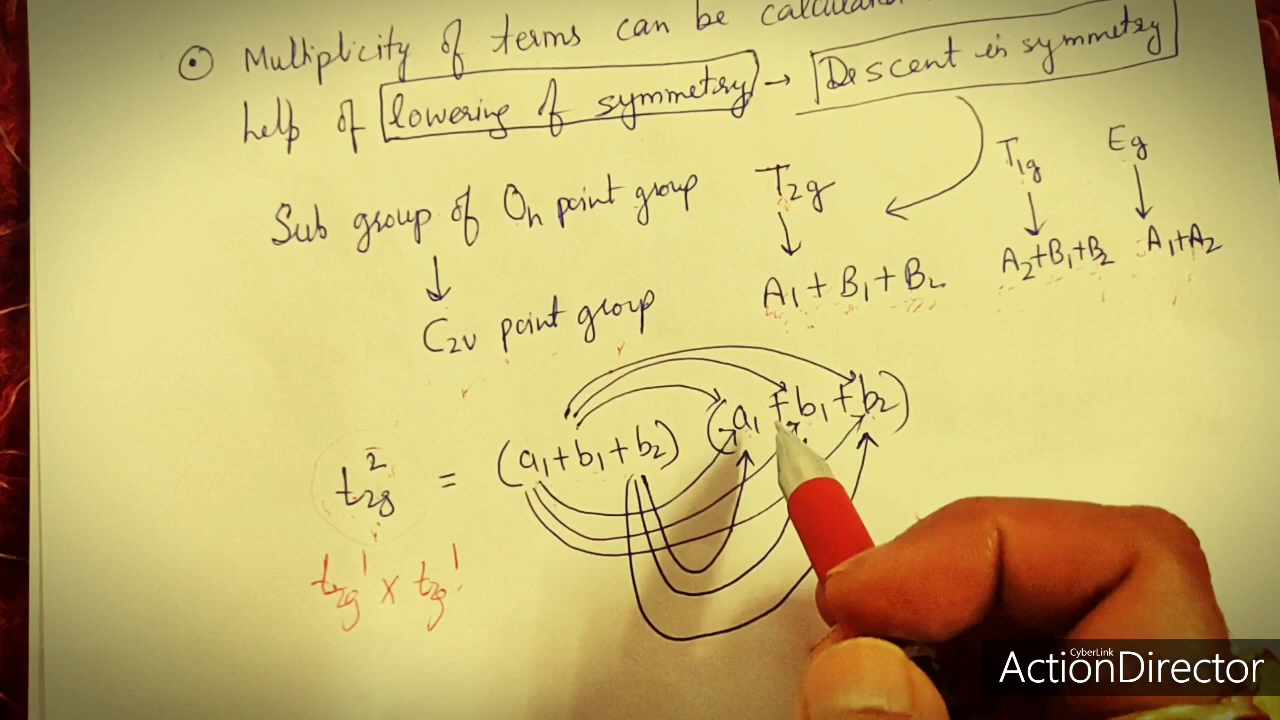 ⊙ Multiplicity of terms can be
help of lowering of symmetry → Descent in symmetry
Sub group of Oh point group
↓
C2v point group
T2g
↓
A1 + B1 + B2
T1g
↓
A2+B1+B2
Eg
↓
A1+A2
t2g² = (a1+b1+b2) (a1+b1+b2)
t2g¹ x t2g¹
CyberLink
ActionDirector